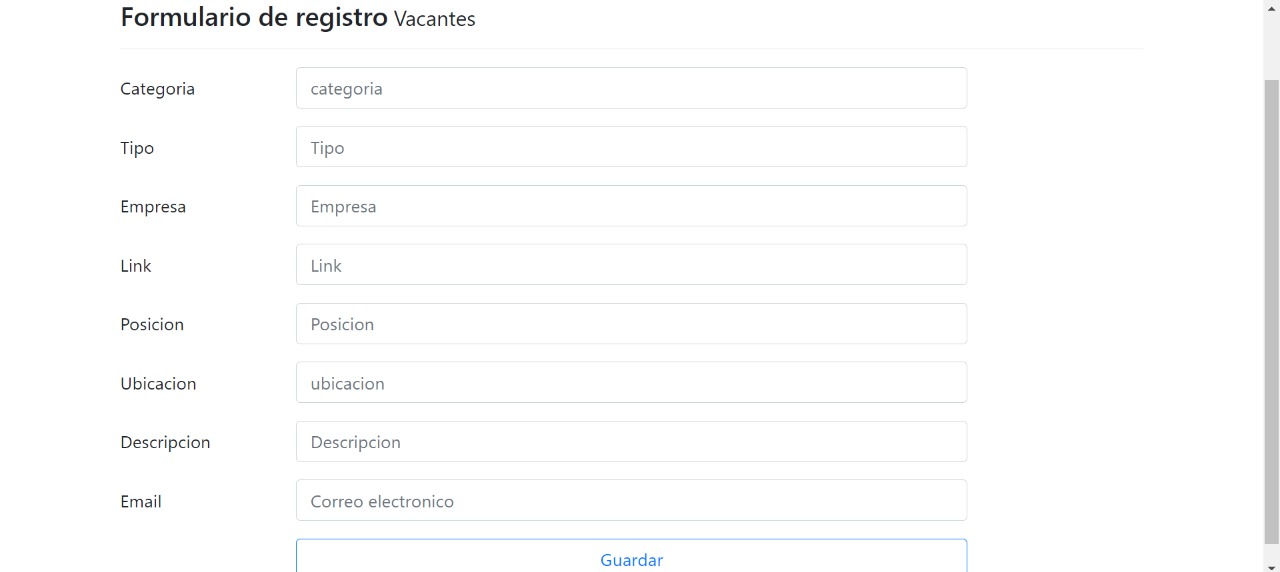 Formulario de registro Vacantes
Categoria categoria
Tipo Tipo
Empresa Empresa
Link Link
Posicion Posicion
Ubicacion ubicacion
Descripcion Descripcion
Email Correo electronico
Guardar